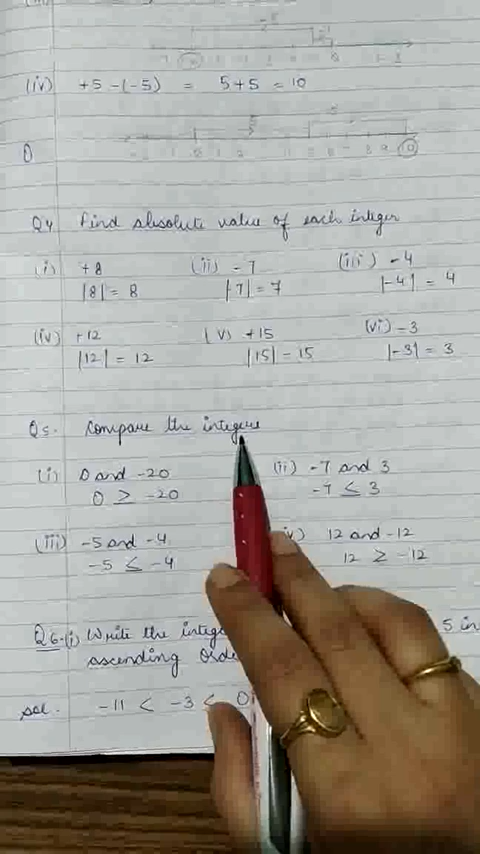 (iv) +5 -(-5) = 5+5 = 10
Q4 Find absolute value of each integer
(i) +8 (ii) -7 (iii) -4
|8| = 8 |-7| = 7 |-4| = 4
(iv) +12 (v) +15 (vi) -3
|12| = 12 |15| = 15 |-3| = 3
Q5. Compare the integers
(i) 0 and -20 (ii) -7 and 3
0 ≥ -20 -7 ≤ 3
(iii) -5 and -4 12 and -12
-5 ≤ -4 12 ≥ -12
Q6.(i) Write the 5 in
ascending
sol. -11 < -3 < 0